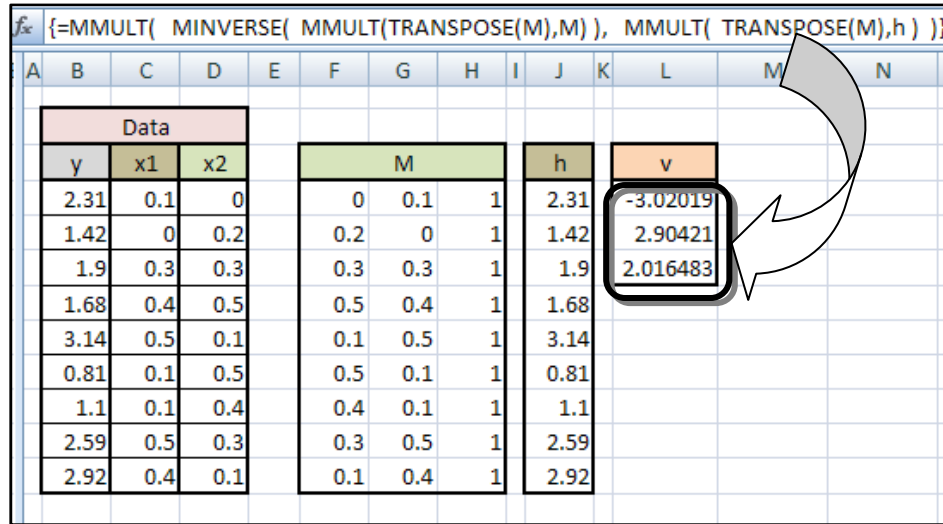 fx {=MMULT( MINVERSE( MMULT(TRANSPOSE(M),M) ), MMULT( TRANSPOSE(M),h ) )}
A B C D E F G H I J K L M N
Data
y x1 x2 M h v
2.31 0.1 0 0 0.1 1 2.31 -3.02019
1.42 0 0.2 0.2 0 1 1.42 2.90421
1.9 0.3 0.3 0.3 0.3 1 1.9 2.016483
1.68 0.4 0.5 0.5 0.4 1 1.68
3.14 0.5 0.1 0.1 0.5 1 3.14
0.81 0.1 0.5 0.5 0.1 1 0.81
1.1 0.1 0.4 0.4 0.1 1 1.1
2.59 0.5 0.3 0.3 0.5 1 2.59
2.92 0.4 0.1 0.1 0.4 1 2.92